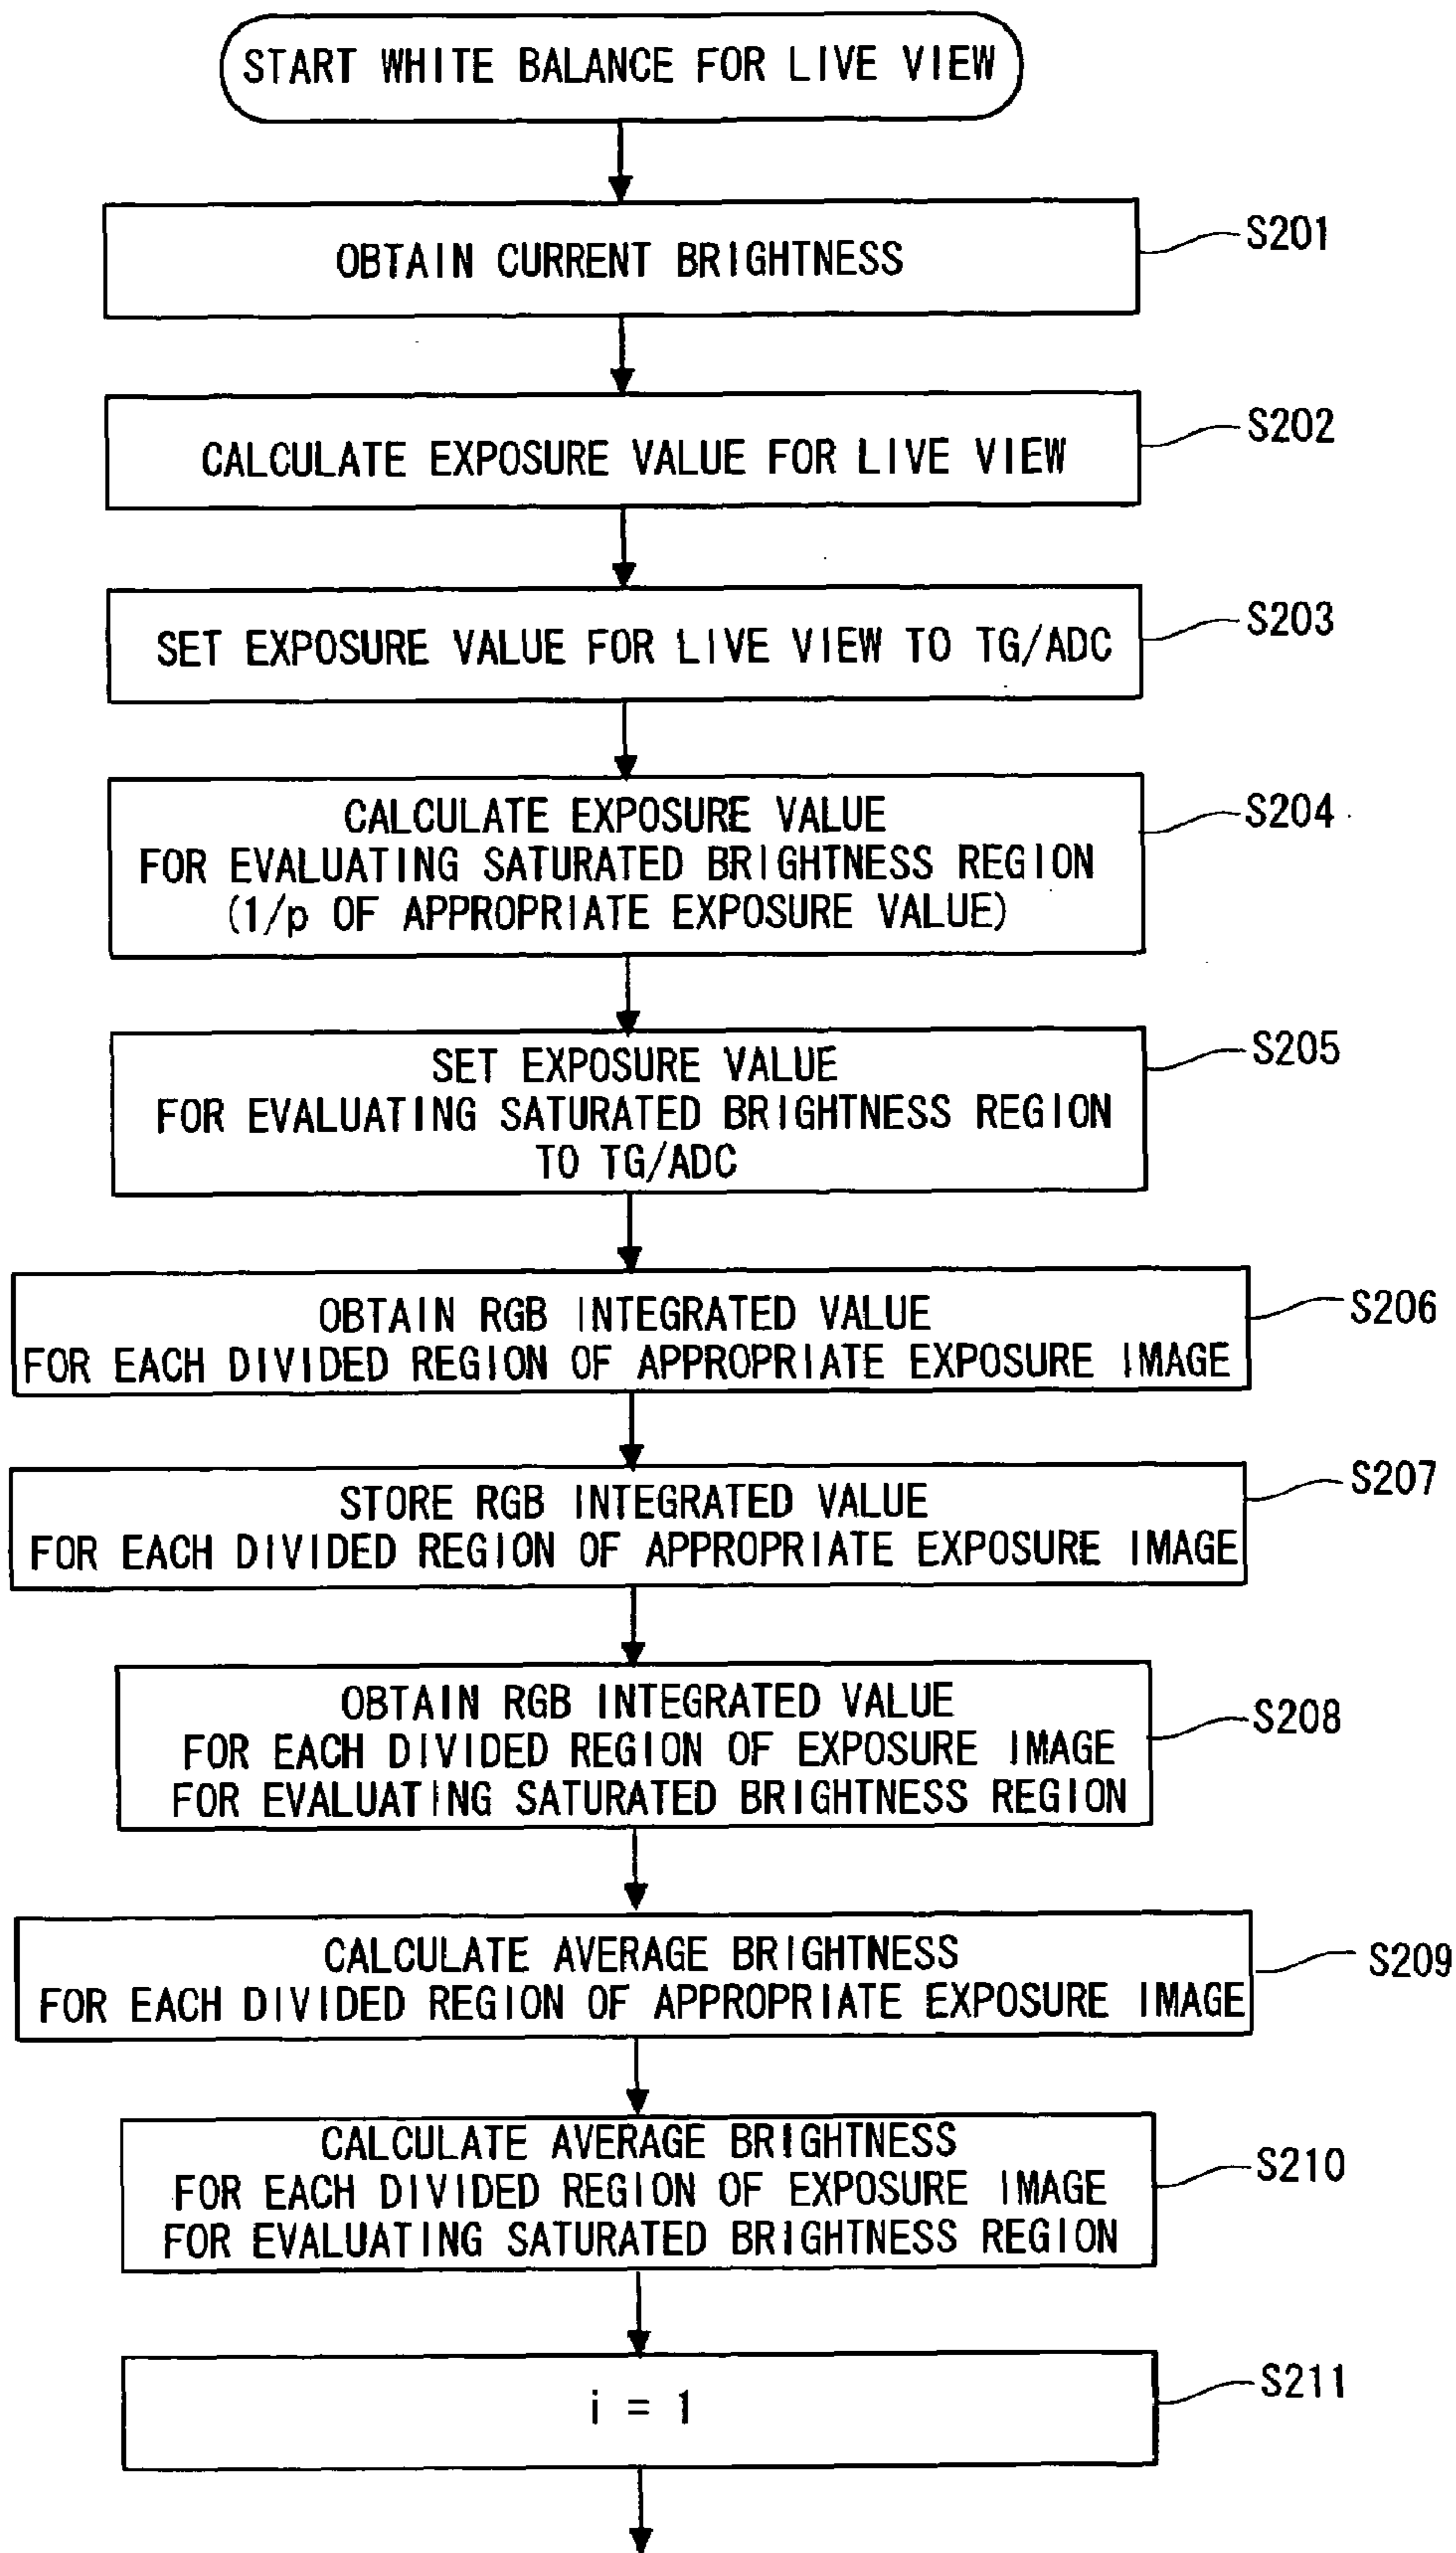 START WHITE BALANCE FOR LIVE VIEW
OBTAIN CURRENT BRIGHTNESS
S201
CALCULATE EXPOSURE VALUE FOR LIVE VIEW
S202
SET EXPOSURE VALUE FOR LIVE VIEW TO TG/ADC
S203
CALCULATE EXPOSURE VALUE
FOR EVALUATING SATURATED BRIGHTNESS REGION
(1/p OF APPROPRIATE EXPOSURE VALUE)
S204
SET EXPOSURE VALUE
FOR EVALUATING SATURATED BRIGHTNESS REGION
TO TG/ADC
S205
OBTAIN RGB INTEGRATED VALUE
FOR EACH DIVIDED REGION OF APPROPRIATE EXPOSURE IMAGE
S206
STORE RGB INTEGRATED VALUE
FOR EACH DIVIDED REGION OF APPROPRIATE EXPOSURE IMAGE
S207
OBTAIN RGB INTEGRATED VALUE
FOR EACH DIVIDED REGION OF EXPOSURE IMAGE
FOR EVALUATING SATURATED BRIGHTNESS REGION
S208
CALCULATE AVERAGE BRIGHTNESS
FOR EACH DIVIDED REGION OF APPROPRIATE EXPOSURE IMAGE
S209
CALCULATE AVERAGE BRIGHTNESS
FOR EACH DIVIDED REGION OF EXPOSURE IMAGE
FOR EVALUATING SATURATED BRIGHTNESS REGION
S210
i = 1
S211